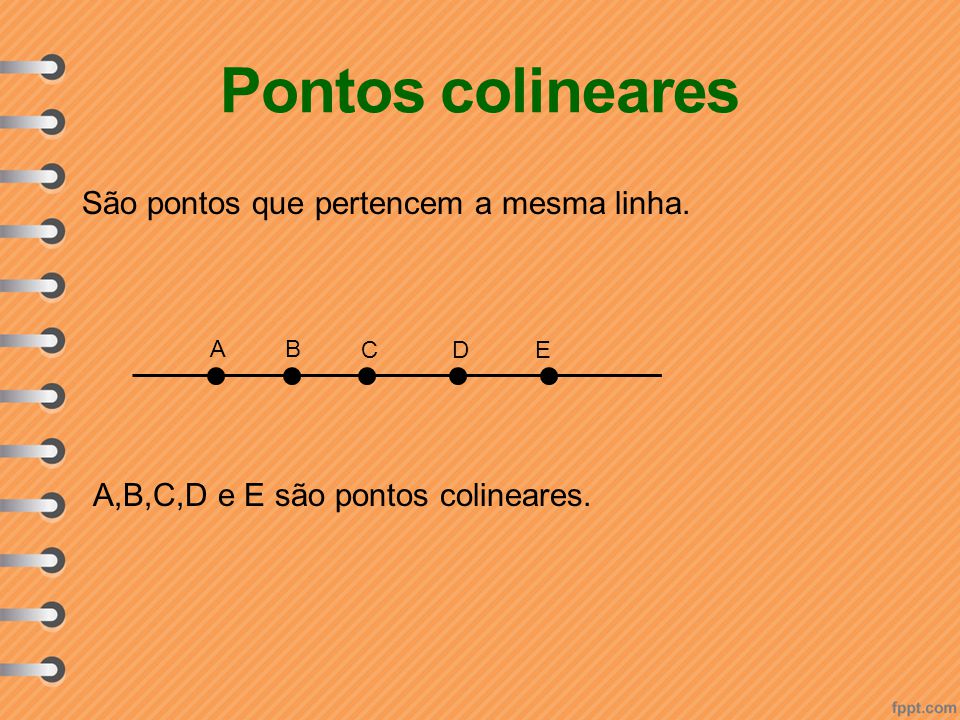 Pontos colineares
São pontos que pertencem a mesma linha.
A B C D E
A,B,C,D e E são pontos colineares.
fppt.com